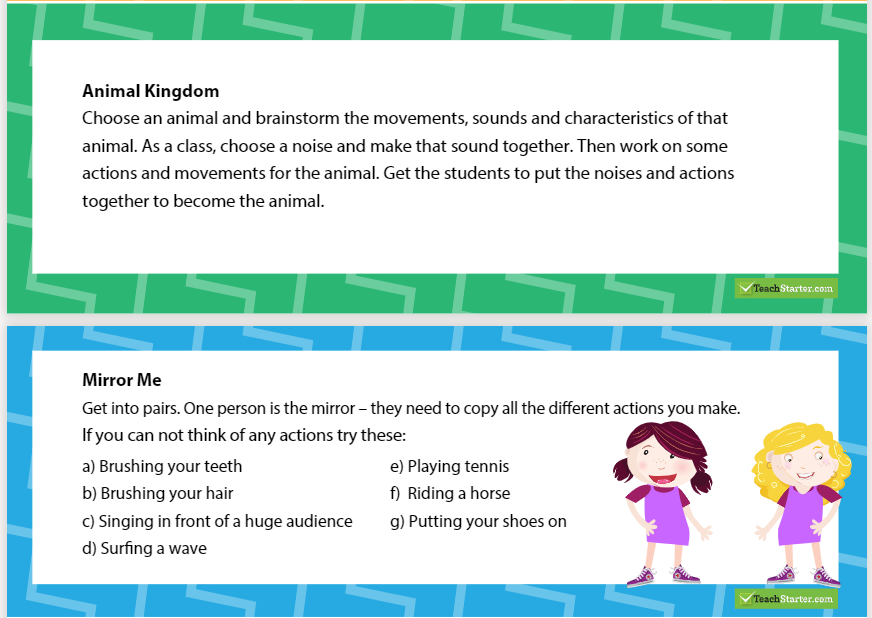 Animal Kingdom
Choose an animal and brainstorm the movements, sounds and characteristics of that
animal. As a class, choose a noise and make that sound together. Then work on some
actions and movements for the animal. Get the students to put the noises and actions
together to become the animal.
TeachStarter.com
Mirror Me
Get into pairs. One person is the mirror – they need to copy all the different actions you make.
If you can not think of any actions try these:
a) Brushing your teeth
b) Brushing your hair
c) Singing in front of a huge audience
d) Surfing a wave
e) Playing tennis
f) Riding a horse
g) Putting your shoes on
TeachStarter.com